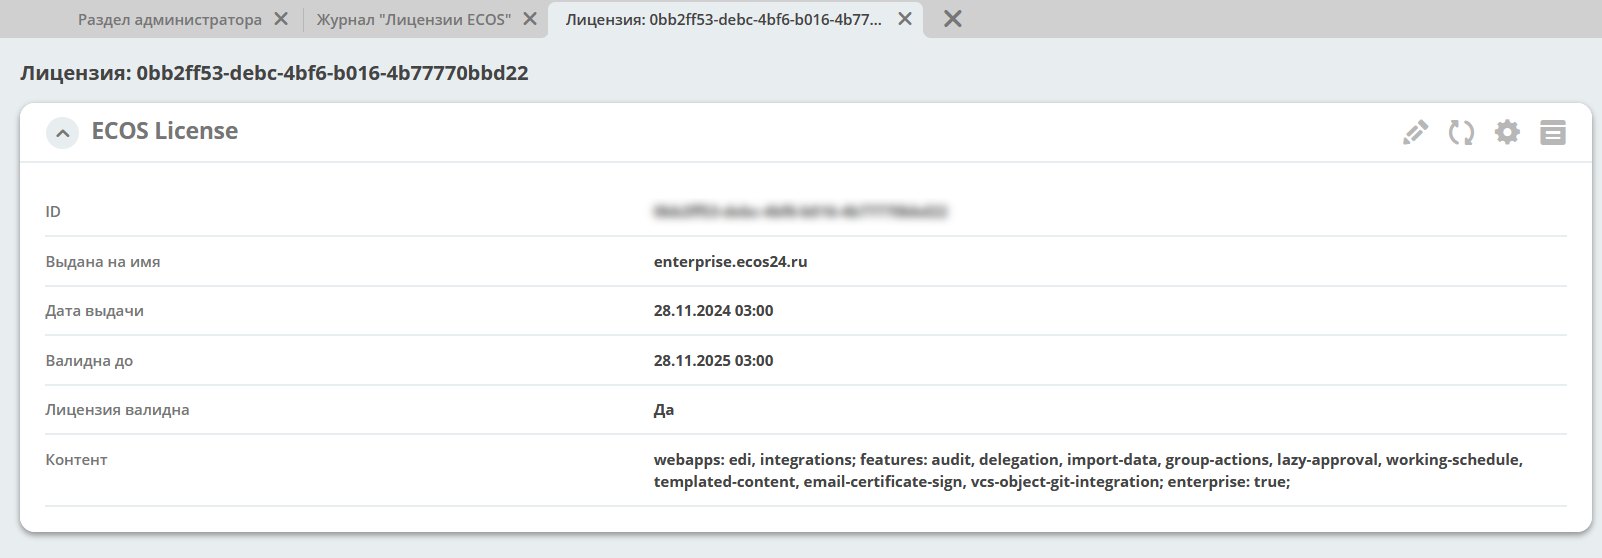 Раздел администратора
Журнал "Лицензии ECOS"
Лицензия: 0bb2ff53-debc-4bf6-b016-4b77...
Лицензия: 0bb2ff53-debc-4bf6-b016-4b77770bbd22
ECOS License
ID
Выдана на имя enterprise.ecos24.ru
Дата выдачи 28.11.2024 03:00
Валидна до 28.11.2025 03:00
Лицензия валидна Да
Контент webapps: edi, integrations; features: audit, delegation, import-data, group-actions, lazy-approval, working-schedule,
templated-content, email-certificate-sign, vcs-object-git-integration; enterprise: true;